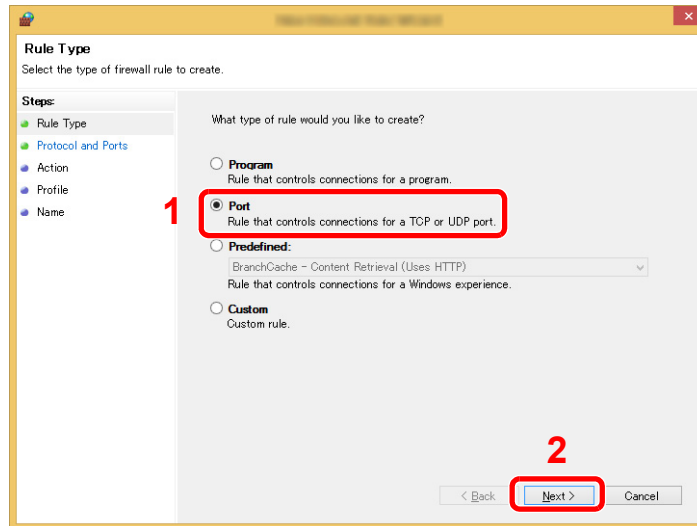 Rule Type
Select the type of firewall rule to create.
Steps:
Rule Type
Protocol and Ports
Action
Profile
Name
What type of rule would you like to create?
Program
Rule that controls connections for a program.
1
Port
Rule that controls connections for a TCP or UDP port.
Predefined:
BranchCache - Content Retrieval (Uses HTTP)
Rule that controls connections for a Windows experience.
Custom
Custom rule.
2
< Back
Next >
Cancel